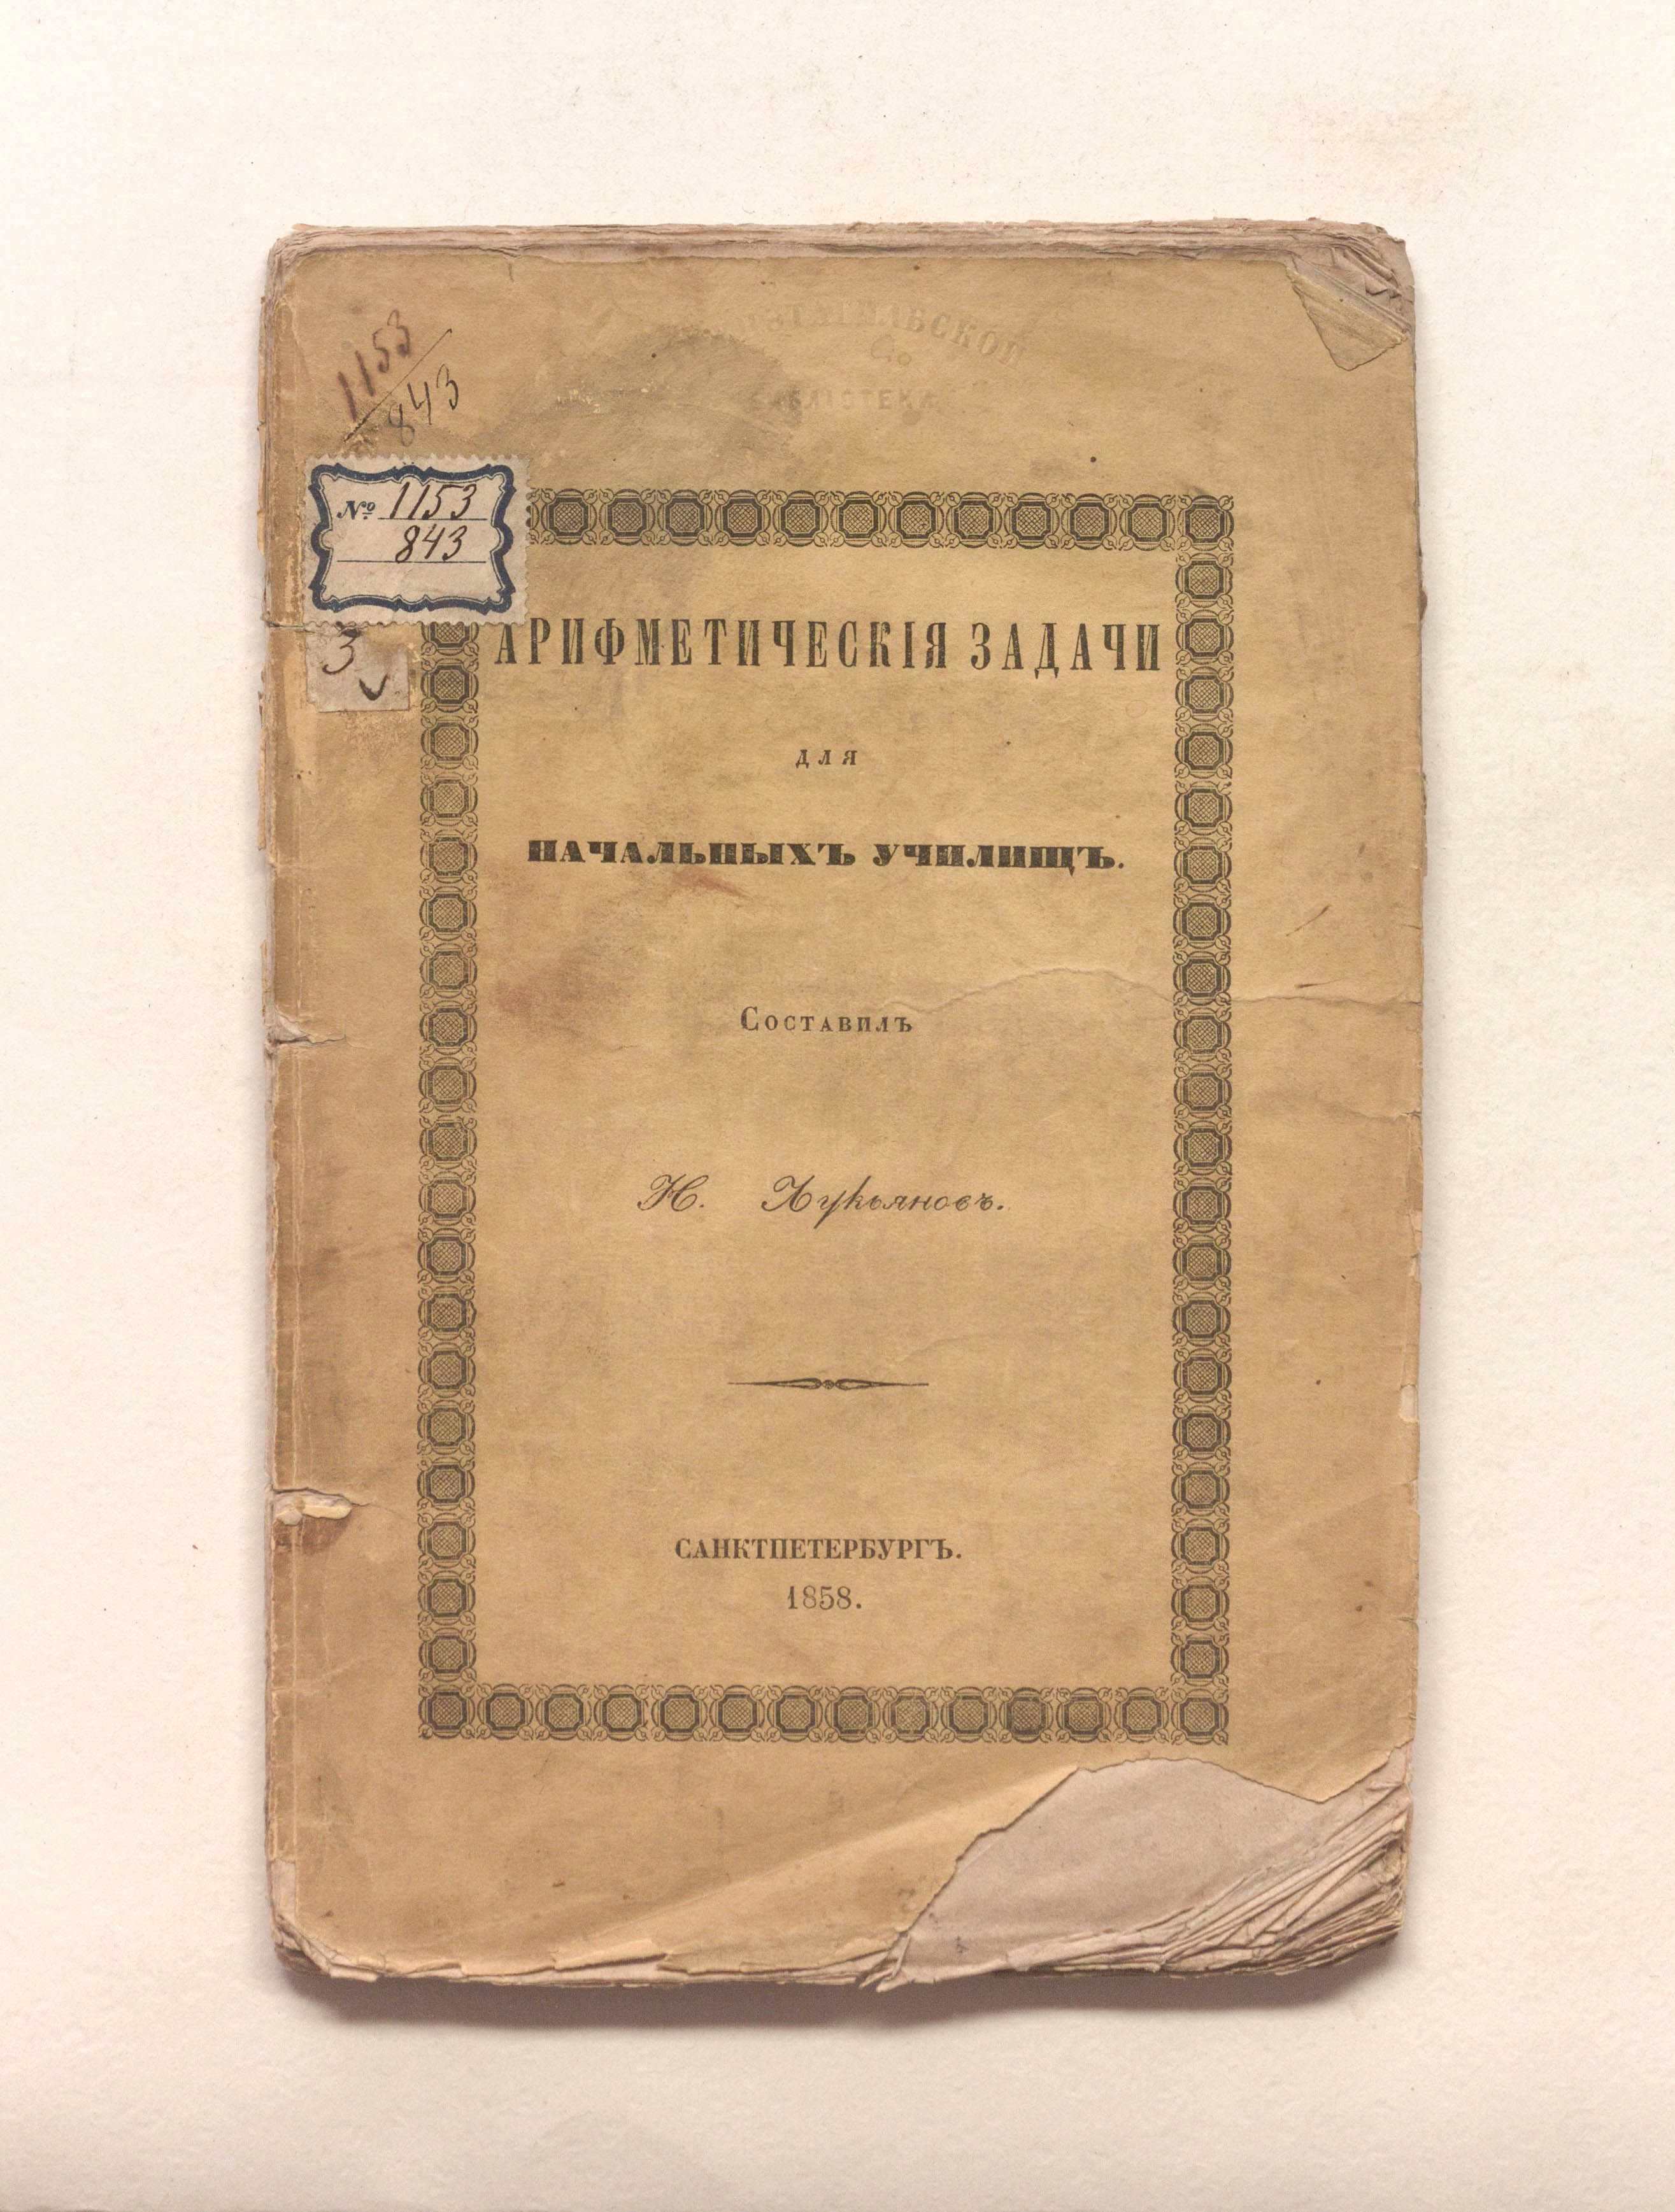 1153
843
№ 1153
843
3
АРИФМЕТИЧЕСКІЯ ЗАДАЧИ
ДЛЯ
НАЧАЛЬНЫХЪ УЧИЛИЩЪ.
СОСТАВИЛЪ
Н. Лукьяновъ.
САНКТПЕТЕРБУРГЪ.
1858.